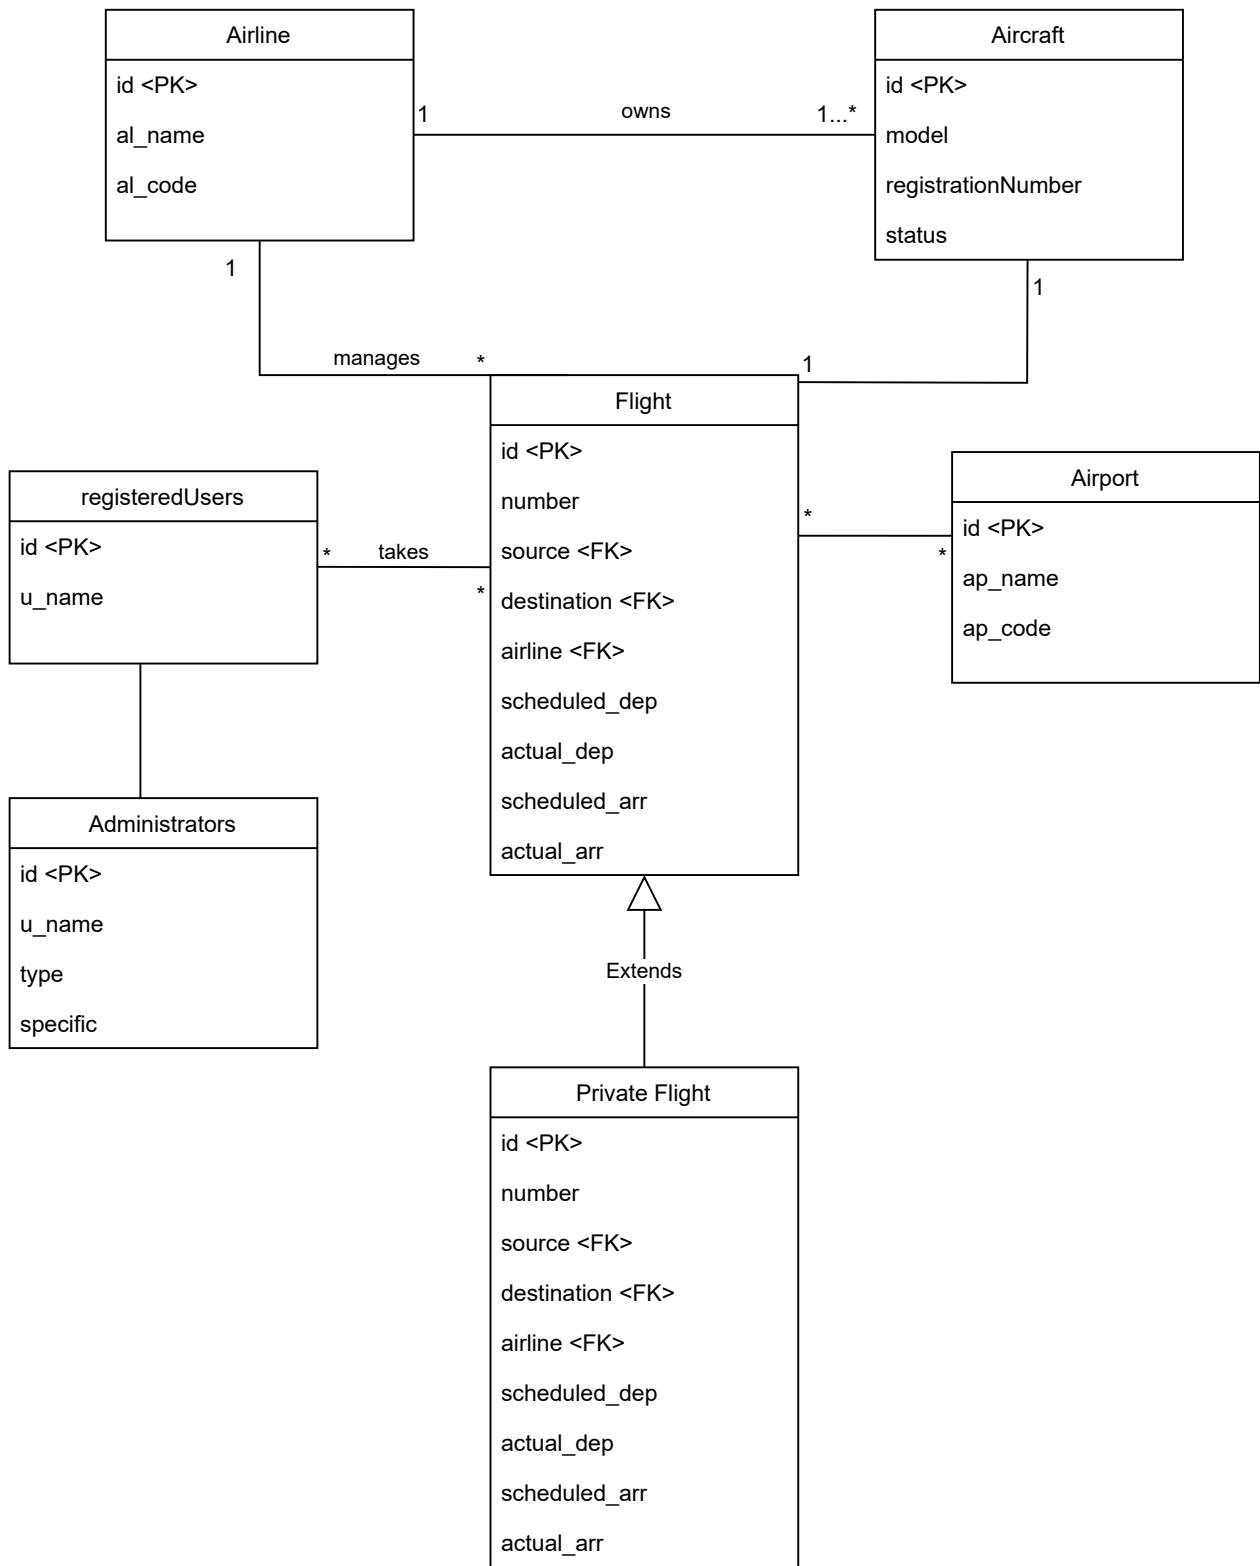 Airline
id <PK>
al_name
al_code
1
owns
1...*
Aircraft
id <PK>
model
registrationNumber
status
1
manages
*
1
1
Flight
id <PK>
number
source <FK>
destination <FK>
airline <FK>
scheduled_dep
actual_dep
scheduled_arr
actual_arr
registeredUsers
id <PK>
u_name
*
takes
*
*
*
Airport
id <PK>
ap_name
ap_code
Administrators
id <PK>
u_name
type
specific
Extends
Private Flight
id <PK>
number
source <FK>
destination <FK>
airline <FK>
scheduled_dep
actual_dep
scheduled_arr
actual_arr